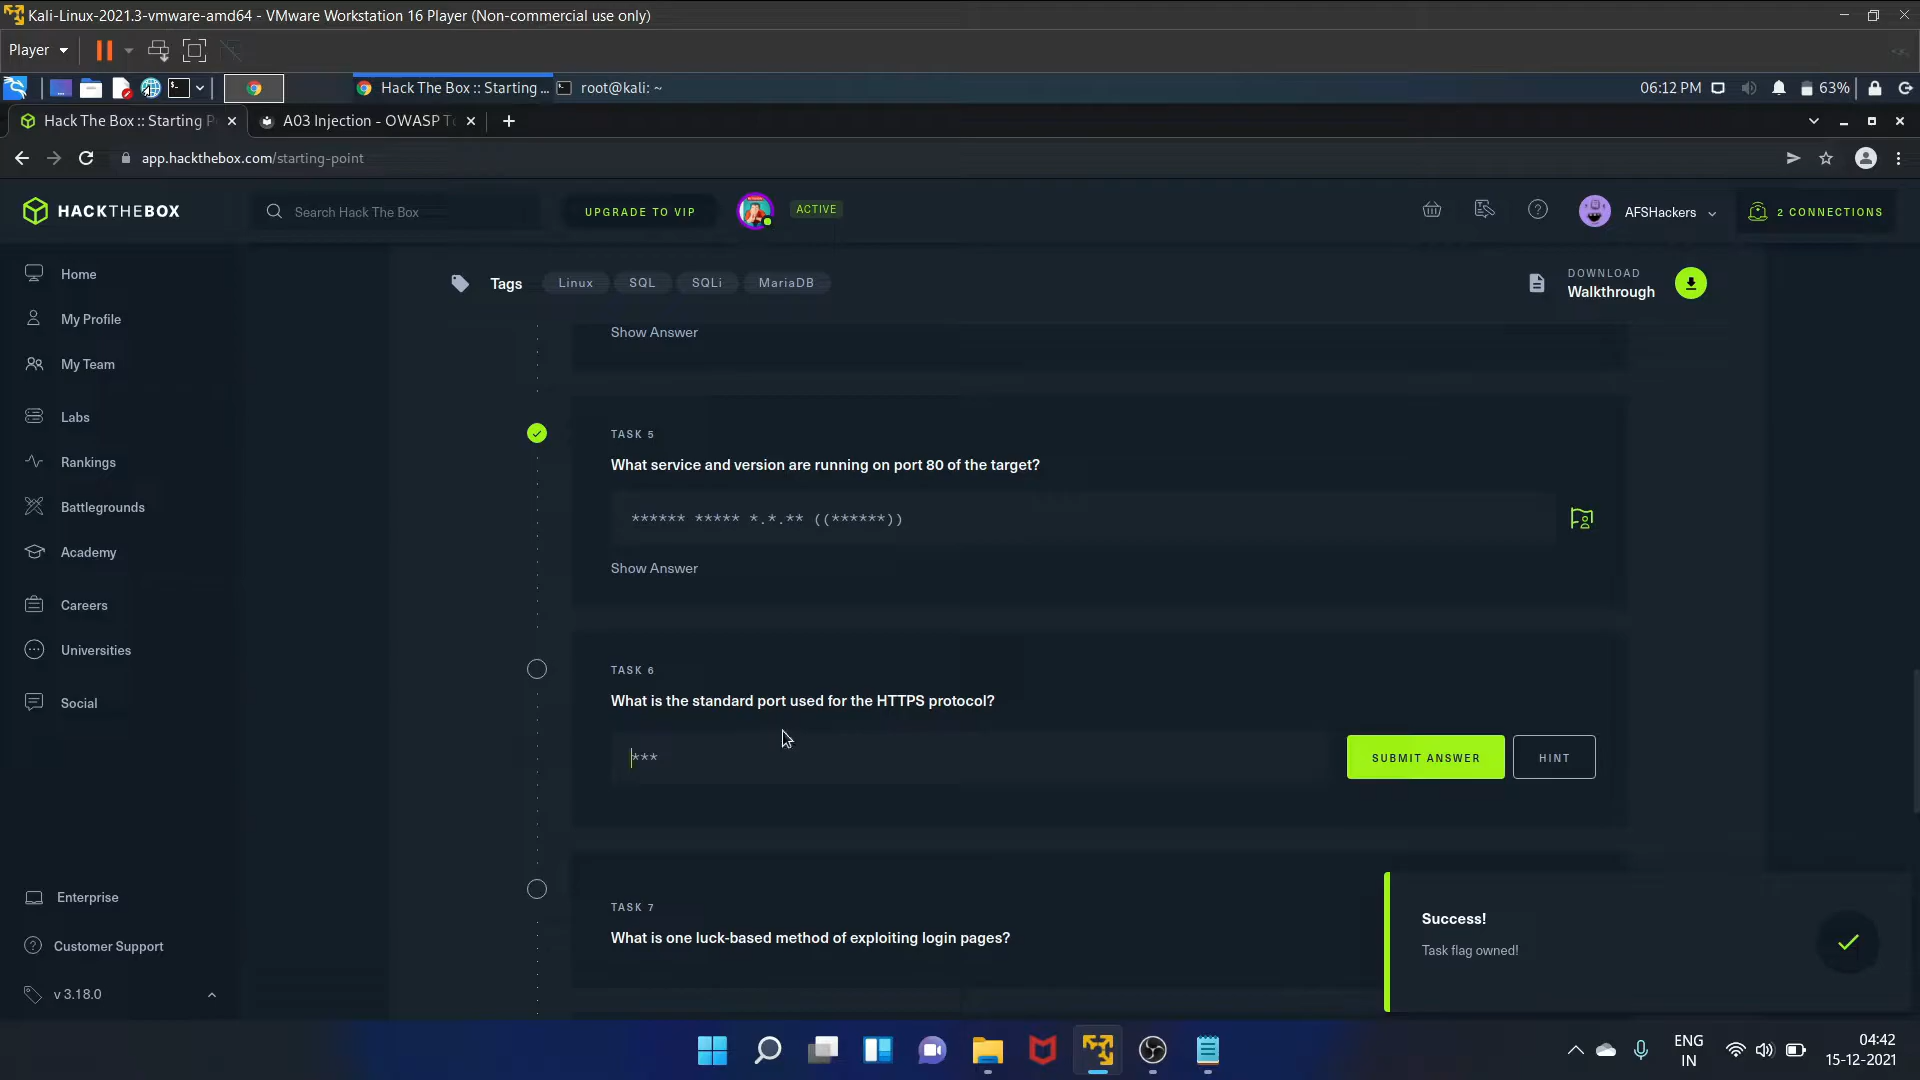 Kali-Linux-2021.3-vmware-amd64 - VMware Workstation 16 Player (Non-commercial use only)
Player
Hack The Box :: Starting ...
root@kali: ~
06:12 PM
63%
Hack The Box :: Starting P
A03 Injection - OWASP T
app.hackthebox.com/starting-point
HACKTHEBOX
Search Hack The Box
UPGRADE TO VIP
ACTIVE
AFSHackers
2 CONNECTIONS
Home
My Profile
My Team
Labs
Rankings
Battlegrounds
Academy
Careers
Universities
Social
Enterprise
Customer Support
v 3.18.0
Tags
Linux
SQL
SQLi
MariaDB
DOWNLOAD
Walkthrough
Show Answer
TASK 5
What service and version are running on port 80 of the target?
****** ***** *.*.** ((******))
Show Answer
TASK 6
What is the standard port used for the HTTPS protocol?
***
SUBMIT ANSWER
HINT
TASK 7
What is one luck-based method of exploiting login pages?
Success!
Task flag owned!
ENG
IN
04:42
15-12-2021